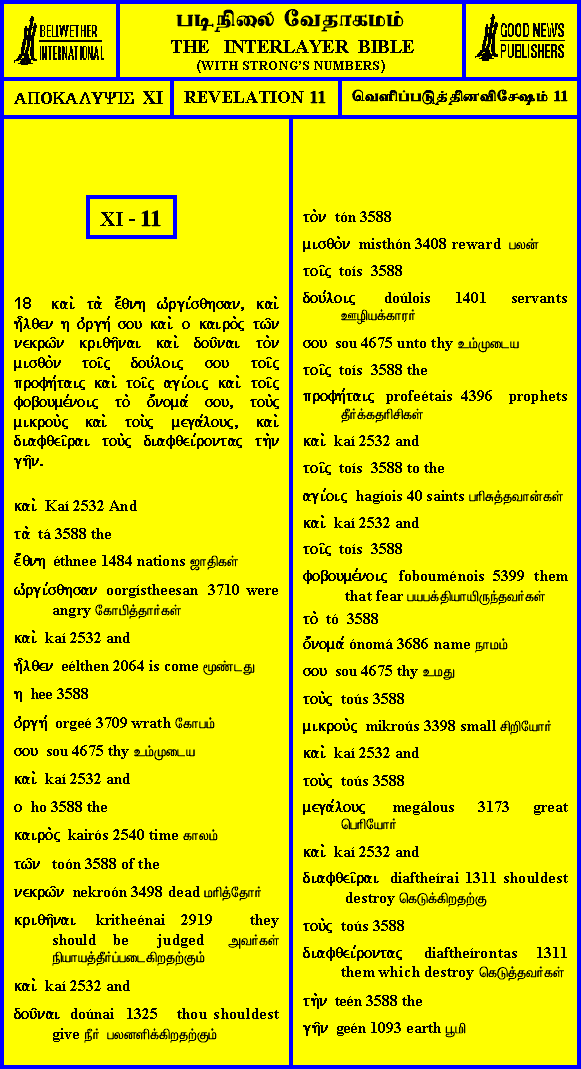 BELLWETHER
INTERNATIONAL
படிநிலை வேதாகமம்
THE INTERLAYER BIBLE
(WITH STRONG'S NUMBERS)
GOOD NEWS
PUBLISHERS
ΑΠΟΚΑΛΥΨΙΣ XI
REVELATION 11
வெளிப்படுத்தினவிசேஷம் 11
XI - 11
18 καὶ τὰ ἔθνη ὠργίσθησαν, καὶ
ἦλθεν η ὀργή σου καὶ ο καιρὸς τῶν
νεκρῶν κριθῆναι καὶ δοῦναι τὸν
μισθὸν τοῖς δούλοις σου τοῖς
προφήταις καὶ τοῖς αγίοις καὶ τοῖς
φοβουμένοις τὸ ὄνομά σου, τοὺς
μικροὺς καὶ τοὺς μεγάλους, καὶ
διαφθεῖραι τοὺς διαφθείροντας τὴν
γῆν.
καὶ Kaí 2532 And
τὰ tá 3588 the
ἔθνη éthnee 1484 nations ஜாதிகள்
ὠργίσθησαν oorgístheesan 3710 were
angry கோபித்தார்கள்
καὶ kaí 2532 and
ἦλθεν eélthen 2064 is come மூண்டது
η hee 3588
ὀργή orgeé 3709 wrath கோபம்
σου sou 4675 thy உம்முடைய
καὶ kaí 2532 and
ο ho 3588 the
καιρὸς kairós 2540 time காலம்
τῶν toón 3588 of the
νεκρῶν nekroón 3498 dead மரித்தோர்
κριθῆναι kritheénai 2919 they
should be judged அவர்கள்
நியாயத்தீர்ப்படைகிறதற்கும்
καὶ kaí 2532 and
δοῦναι doúnai 1325 thou shouldest
give நீர் பலனளிக்கிறதற்கும்
τὸν tón 3588
μισθὸν misthón 3408 reward பலன்
τοῖς toís 3588
δούλοις doúlois 1401 servants
ஊழியக்காரர்
σου sou 4675 unto thy உம்முடைய
τοῖς toís 3588 the
προφήταις profeétais 4396 prophets
தீர்க்கதரிசிகள்
καὶ kaí 2532 and
τοῖς toís 3588 to the
αγίοις hagíois 40 saints பரிசுத்தவான்கள்
καὶ kaí 2532 and
τοῖς toís 3588
φοβουμένοις fobouménois 5399 them
that fear பயபக்தியாயிருந்தவர்கள்
τὸ tó 3588
ὄνομά ónomá 3686 name நாமம்
σου sou 4675 thy உமது
τοὺς toús 3588
μικροὺς mikroús 3398 small சிறியோர்
καὶ kaí 2532 and
τοὺς toús 3588
μεγάλους megálous 3173 great
பெரியோர்
καὶ kaí 2532 and
διαφθεῖραι diaftheírai 1311 shouldest
destroy கெடுக்கிறதற்கு
τοὺς toús 3588
διαφθείροντας diaftheírontas 1311
them which destroy கெடுத்தவர்கள்
τὴν teén 3588 the
γῆν geén 1093 earth பூமி